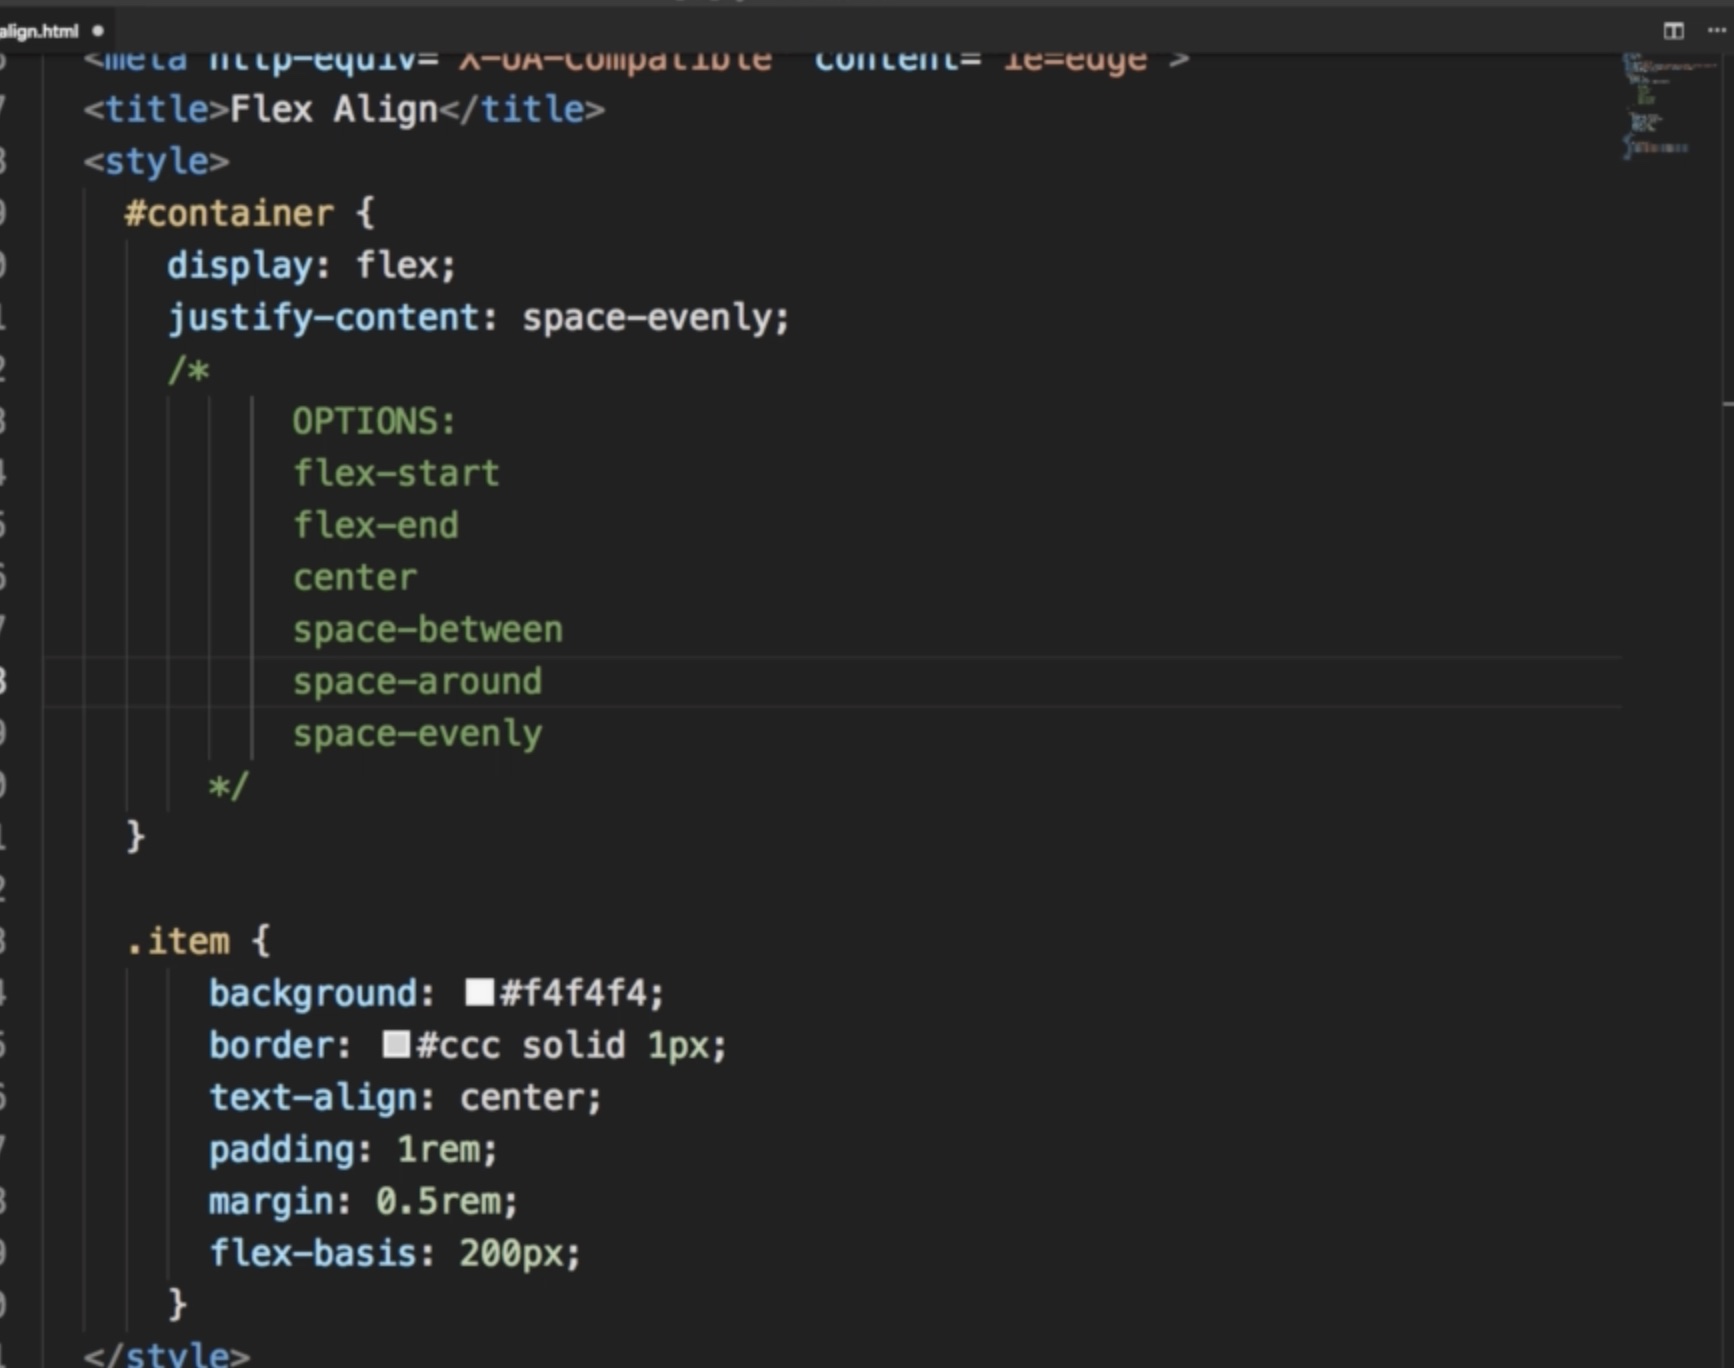 align.html
<meta http-equiv="X-UA-Compatible" content="ie=edge">
<title>Flex Align</title>
<style>
#container {
display: flex;
justify-content: space-evenly;
/*
OPTIONS:
flex-start
flex-end
center
space-between
space-around
space-evenly
*/
}
.item {
background: #f4f4f4;
border: #ccc solid 1px;
text-align: center;
padding: 1rem;
margin: 0.5rem;
flex-basis: 200px;
}
</style>